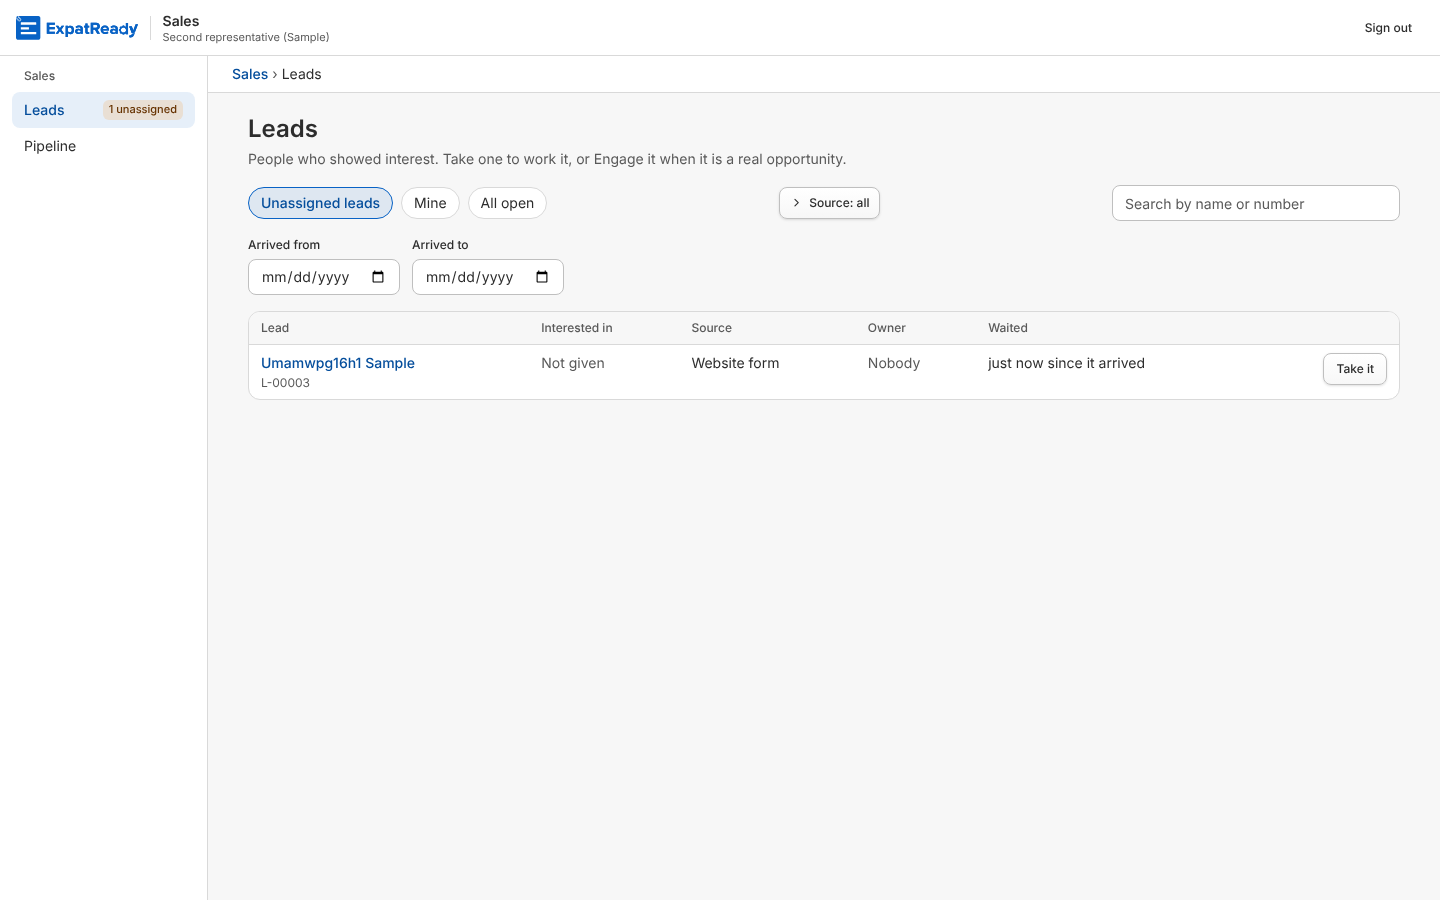 ExpatReady
Sales
Second representative (Sample)
Sign out
Sales
Leads
1 unassigned
Pipeline
Sales › Leads
Leads
People who showed interest. Take one to work it, or Engage it when it is a real opportunity.
Unassigned leads
Mine
All open
Source: all
Search by name or number
Arrived from
Arrived to
mm/dd/yyyy
mm/dd/yyyy
Lead Interested in Source Owner Waited
Umamwpg16h1 Sample Not given Website form Nobody just now since it arrived Take it
L-00003